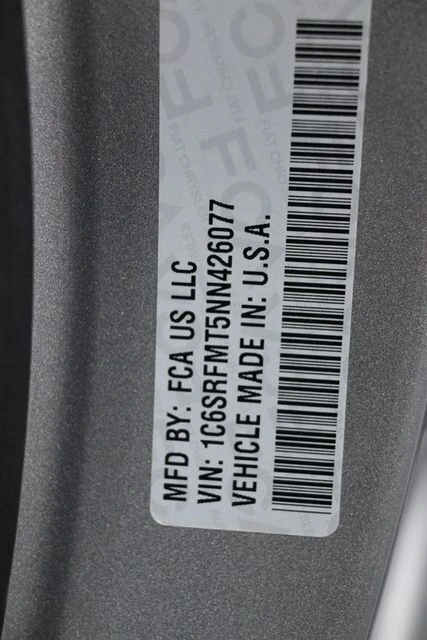 MFD BY: FCA US LLC
VIN: 1C6SRFMT5NN426077
VEHICLE MADE IN: U.S.A.